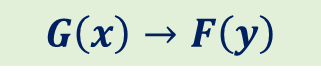 G(x) → F(y)